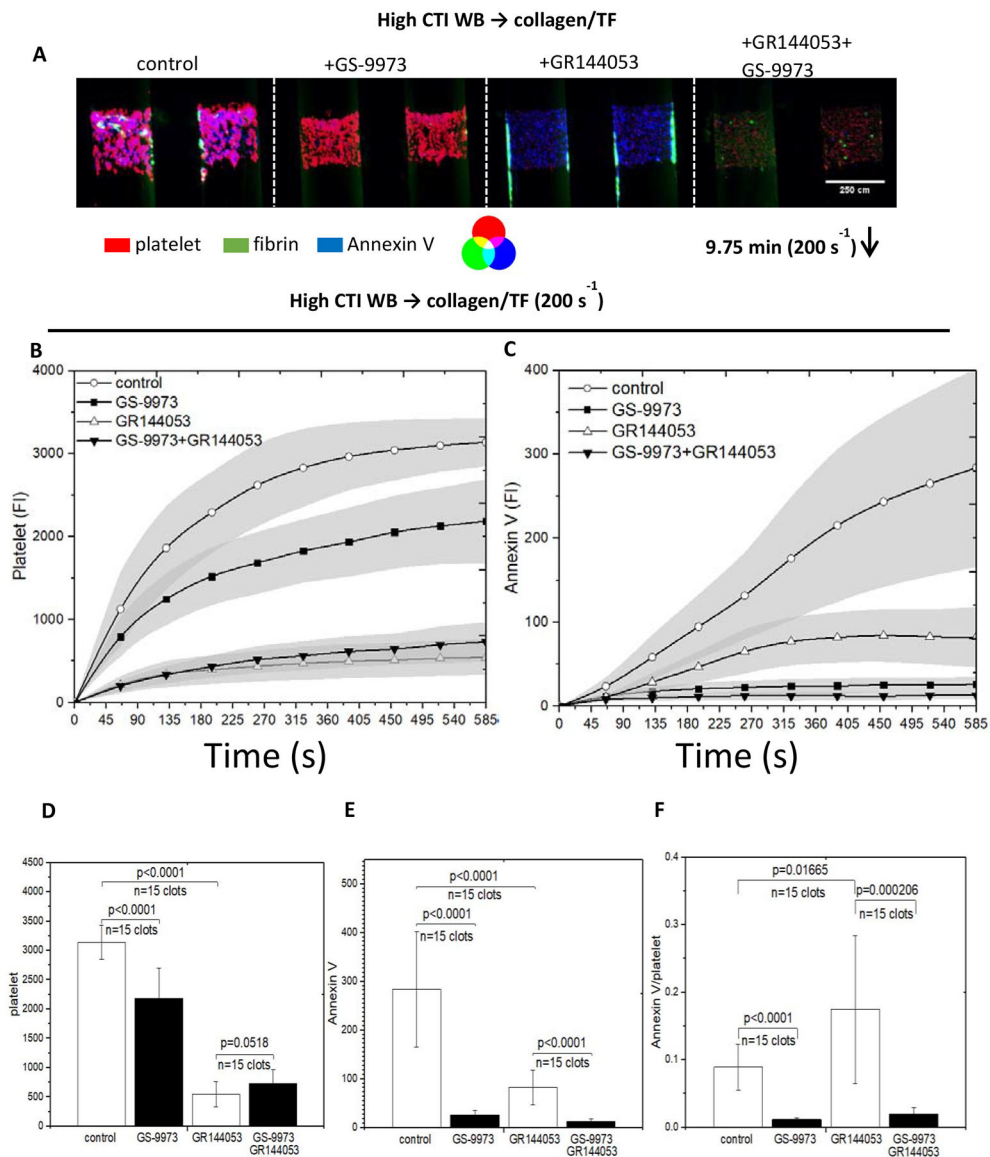 High CTI WB → collagen/TF
A
control
+GS-9973
+GR144053
+GR144053+
GS-9973
250 cm
platelet
fibrin
Annexin V
9.75 min (200 s⁻¹)↓
High CTI WB → collagen/TF (200 s⁻¹)
B
4000
3000
2000
1000
0
Platelet (FI)
control
GS-9973
GR144053
GS-9973+GR144053
0 45 90 135 180 225 270 315 360 405 450 495 540 585
Time (s)
C
400
300
200
100
0
Annexin V (FI)
control
GS-9973
GR144053
GS-9973+GR144053
0 45 90 135 180 225 270 315 360 405 450 495 540 585
Time (s)
D
4500
4000
3500
3000
2500
2000
1500
1000
500
0
platelet
p<0.0001
n=15 clots
p<0.0001
n=15 clots
p=0.0518
n=15 clots
control
GS-9973
GR144053
GS-9973
GR144053
E
500
400
300
200
100
0
Annexin V
p<0.0001
n=15 clots
p<0.0001
n=15 clots
p<0.0001
n=15 clots
control
GS-9973
GR144053
GS-9973
GR144053
F
0.4
0.3
0.2
0.1
0.0
Annexin V/platelet
p=0.01665
n=15 clots
p=0.000206
n=15 clots
p<0.0001
n=15 clots
control
GS-9973
GR144053
GS-9973
GR144053